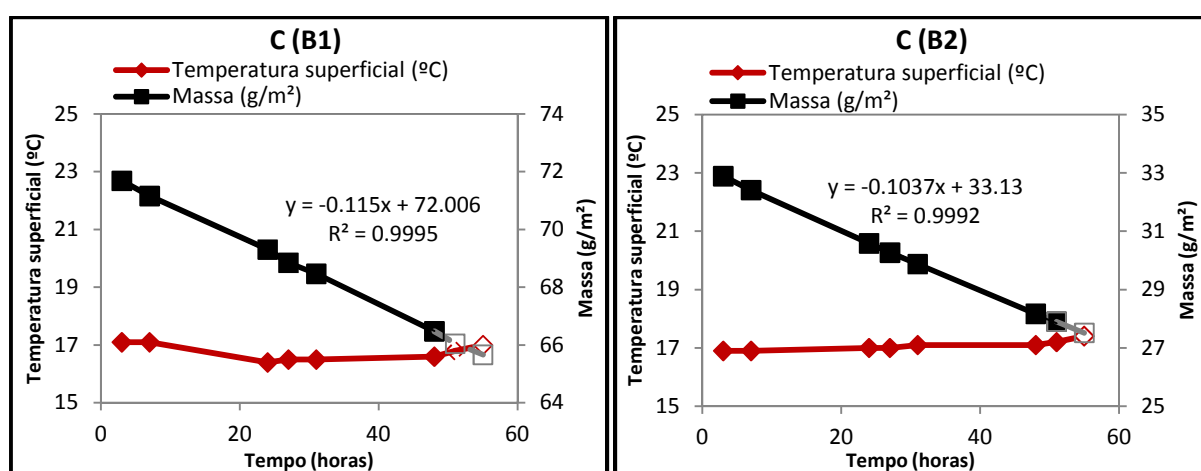 C (B1)
Temperatura superficial (ºC)
Massa (g/m²)
25
23
21
19
17
15
74
72
70
68
66
64
y = -0.115x + 72.006
R² = 0.9995
0
20
40
60
Temperatura superficial (ºC)
Massa (g/m²)
Tempo (horas)
C (B2)
Temperatura superficial (ºC)
Massa (g/m²)
25
23
21
19
17
15
35
33
31
29
27
25
y = -0.1037x + 33.13
R² = 0.9992
0
20
40
60
Temperatura superficial (ºC)
Massa (g/m²)
Tempo (horas)